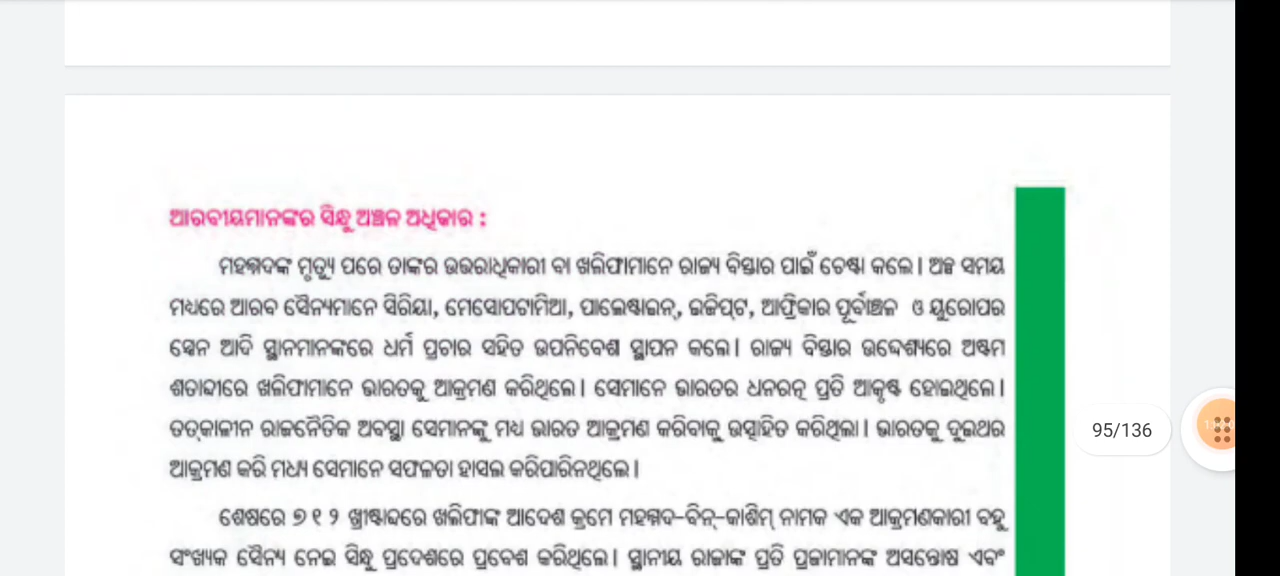 ଆରବୀୟମାନଙ୍କର ସିନ୍ଧୁ ଅଞ୍ଚଳ ଅଧିକାର :
ମହମ୍ମଦଙ୍କ ମୃତ୍ୟୁ ପରେ ତାଙ୍କର ଉତ୍ତରାଧିକାରୀ ବା ଖଲିଫାମାନେ ରାଜ୍ୟ ବିସ୍ତାର ପାଇଁ ଚେଷ୍ଟା କଲେ। ଅଳ୍ପ ସମୟ
ମଧ୍ୟରେ ଆରବ ସୈନ୍ୟମାନେ ସିରିୟା, ମେସୋପଟାମିଆ, ପାଲେଷ୍ଟାଇନ୍, ଇଜିପ୍ଟ, ଆଫ୍ରିକାର ପୂର୍ବାଞ୍ଚଳ ଓ ୟୁରୋପର
ସ୍ପେନ ଆଦି ସ୍ଥାନମାନଙ୍କରେ ଧର୍ମ ପ୍ରଚାର ସହିତ ଉପନିବେଶ ସ୍ଥାପନ କଲେ। ରାଜ୍ୟ ବିସ୍ତାର ଉଦ୍ଦେଶ୍ୟରେ ଅଷ୍ଟମ
ଶତାବ୍ଦୀରେ ଖଲିଫାମାନେ ଭାରତକୁ ଆକ୍ରମଣ କରିଥିଲେ। ସେମାନେ ଭାରତର ଧନରତ୍ନ ପ୍ରତି ଆକୃଷ୍ଟ ହୋଇଥିଲେ।
ତତ୍କାଳୀନ ରାଜନୈତିକ ଅବସ୍ଥା ସେମାନଙ୍କୁ ମଧ୍ୟ ଭାରତ ଆକ୍ରମଣ କରିବାକୁ ଉତ୍ସାହିତ କରିଥିଲା। ଭାରତକୁ ଦୁଇଥର
ଆକ୍ରମଣ କରି ମଧ୍ୟ ସେମାନେ ସଫଳତା ହାସଲ କରିପାରିନଥିଲେ।
ଶେଷରେ ୭୧୨ ଖ୍ରୀଷ୍ଟାବ୍ଦରେ ଖଲିଫାଙ୍କ ଆଦେଶ କ୍ରମେ ମହମ୍ମଦ-ବିନ୍-କାଶିମ୍ ନାମକ ଏକ ଆକ୍ରମଣକାରୀ ବହୁ
ସଂଖ୍ୟକ ସୈନ୍ୟ ନେଇ ସିନ୍ଧୁ ପ୍ରଦେଶରେ ପ୍ରବେଶ କରିଥିଲେ। ସ୍ଥାନୀୟ ରାଜାଙ୍କ ପ୍ରତି ପ୍ରଜାମାନଙ୍କ ଅସନ୍ତୋଷ ଏବଂ
95/136